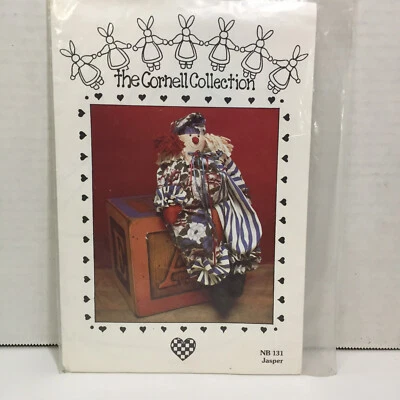 the Cornell Collection
A
NB 131
Jasper